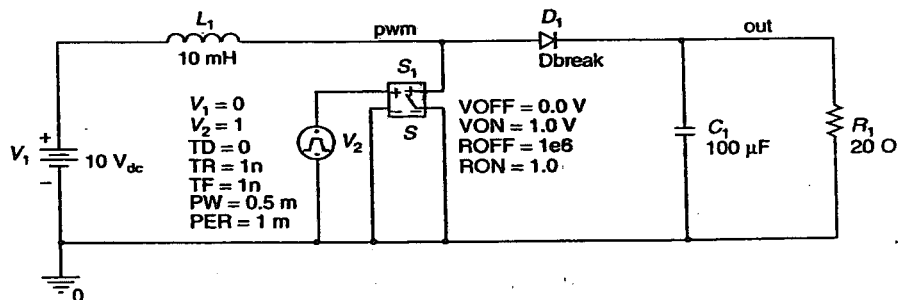 L₁
10 mH
pwm
D₁
Dbreak
out
S₁
S
V₁
+
−
10 V_dc
V₁ = 0
V₂ = 1
TD = 0
TR = 1n
TF = 1n
PW = 0.5 m
PER = 1 m
V₂
+ +
− −
VOFF = 0.0 V
VON = 1.0 V
ROFF = 1e6
RON = 1.0
C₁
100 µF
R₁
20 O
0